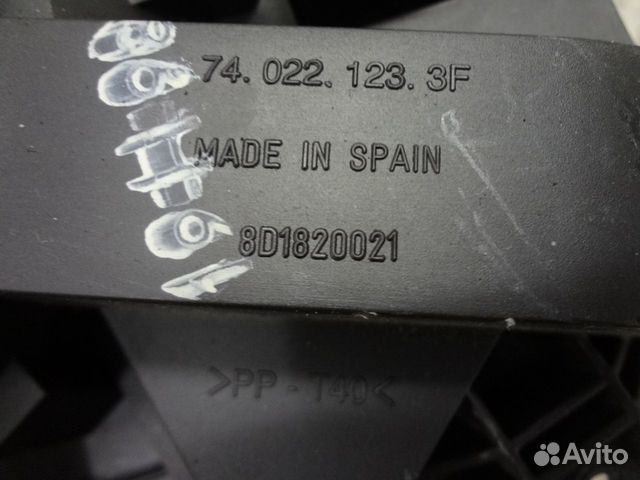 74. 022. 123. 3F
MADE IN SPAIN
8D1820021
>PP - T40<
Avito